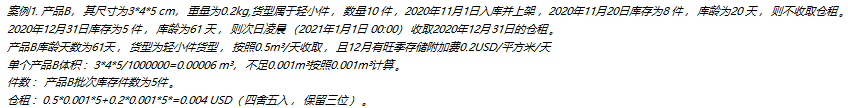 案例1. 产品B，其尺寸为3*4*5 cm，重量为0.2kg,货型属于轻小件，数量10 件，2020年11月1日入库并上架，2020年11月20日库存为8 件，库龄为20 天，则不收取仓租。
2020年12月31日库存为5 件，库龄为61 天，则次日凌晨（2021年1月1日 00:00）收取2020年12月31日的仓租。
产品B库龄天数为61天，货型为轻小件货型，按照0.5m³/天收取，且12月有旺季存储附加费0.2USD/平方米/天
单个产品B体积：3*4*5/1000000=0.00006 m³，不足0.001m³按照0.001m³计算。
件数：产品B批次库存件数为5件。
仓租：0.5*0.001*5+0.2*0.001*5*=0.004 USD（四舍五入，保留三位）。